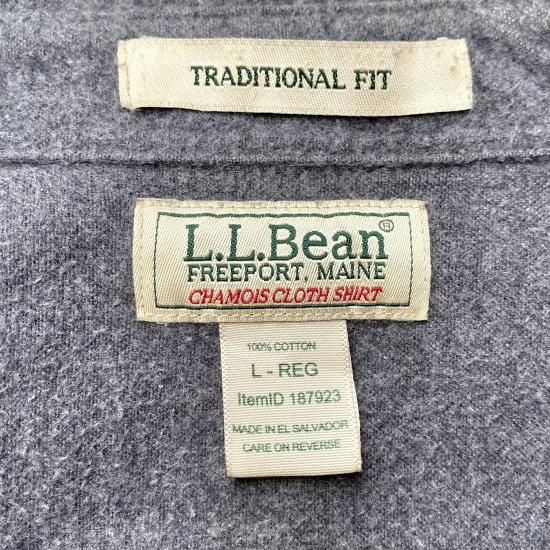 TRADITIONAL FIT
L.L.Bean®
FREEPORT, MAINE
CHAMOIS CLOTH SHIRT
100% COTTON
L - REG
ItemID 187923
MADE IN EL SALVADOR
CARE ON REVERSE